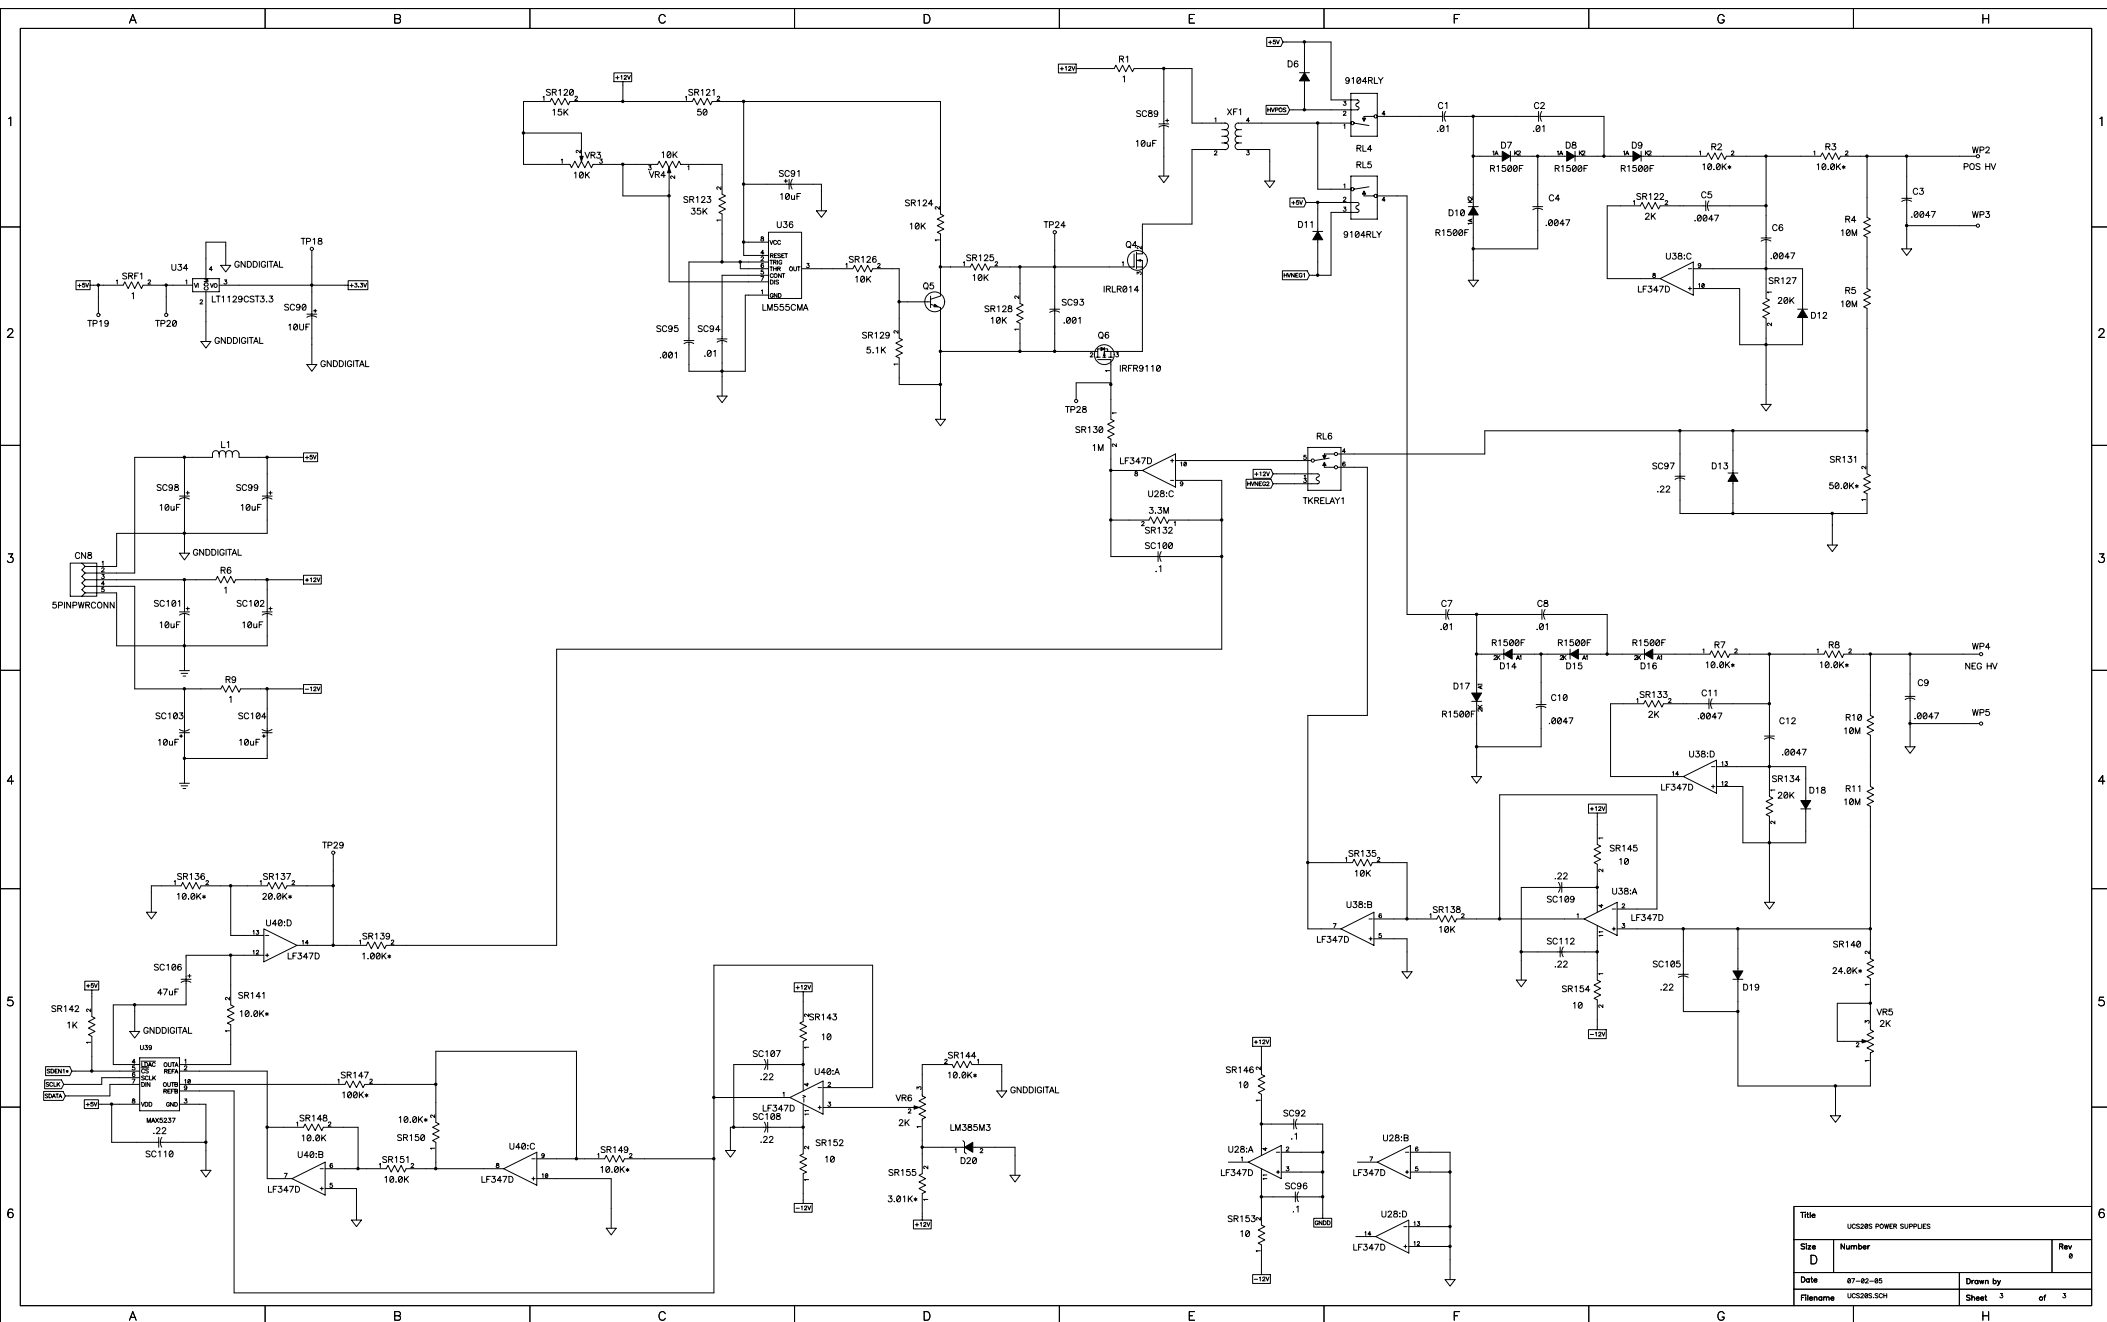 A B C D E F G H
1
2
3
4
5
6
+12V
SR120
15K
SR121
50
VR3
10K
10K
VR4
SR123
35K
SC91
10uF
U36
VCC
RESET
TRIG
THR
CONT
DIS
GND
OUT
LM555CMA
SC95
.001
SC94
.01
SR126
10K
SR124
10K
Q5
SR129
5.1K
SR125
10K
SR128
10K
SC93
.001
TP24
Q4
IRLR014
Q6
IRFR9110
TP28
SR130
1M
+12V
R1
1
SC89
10uF
XF1
+5V
D6
HVPOS
9104RLY
RL4
RL5
+5V
D11
HVNEG1
9104RLY
C1
.01
C2
.01
D7
R1500F
D8
R1500F
D9
R1500F
D10
R1500F
C4
.0047
R2
10.0K*
R3
10.0K*
SR122
2K
C5
.0047
C6
.0047
U38:C
LF347D
SR127
20K
D12
R4
10M
R5
10M
C3
.0047
WP2
POS HV
WP3
+5V
TP19
SRF1
1
TP20
U34
VI
COM
VO
LT1129CST3.3
GNDDIGITAL
GNDDIGITAL
TP18
SC90
10UF
+3.3V
GNDDIGITAL
L1
+5V
SC98
10uF
SC99
10uF
GNDDIGITAL
CN8
5PINPWRCONN
R6
1
+12V
SC101
10uF
SC102
10uF
R9
1
-12V
SC103
10uF
SC104
10uF
LF347D
U28:C
3.3M
SR132
SC100
.1
RL6
+12V
HVNEG2
TKRELAY1
SC97
.22
D13
SR131
50.0K*
C7
.01
C8
.01
R1500F
D14
R1500F
D15
R1500F
D16
D17
R1500F
C10
.0047
R7
10.0K*
R8
10.0K*
SR133
2K
C11
.0047
C12
.0047
U38:D
LF347D
SR134
20K
D18
R10
10M
R11
10M
C9
.0047
WP4
NEG HV
WP5
SR135
10K
U38:B
LF347D
SR138
10K
+12V
SR145
10
.22
SC109
U38:A
LF347D
SC112
.22
SR154
10
-12V
SC105
.22
D19
SR140
24.0K*
VR5
2K
TP29
SR136
10.0K*
SR137
20.0K*
U40:D
LF347D
SR139
1.00K*
SC106
47uF
SR141
10.0K*
+5V
SR142
1K
GNDDIGITAL
U39
LDAC
CS
SCLK
DIN
VDD
OUTA
REFA
OUTB
REFB
GND
MAX5237
SDEN1*
SCLK
SDATA
+5V
.22
SC110
SR147
100K*
SR148
10.0K
10.0K*
SR150
U40:B
LF347D
SR151
10.0K
U40:C
LF347D
SR149
10.0K*
+12V
SR143
10
SC107
.22
U40:A
LF347D
SC108
.22
SR152
10
-12V
SR144
10.0K*
GNDDIGITAL
VR6
2K
LM385M3
D20
SR155
3.01K*
+12V
+12V
SR146
10
SC92
.1
U28:A
LF347D
SC96
.1
SR153
10
GNDD
-12V
U28:B
LF347D
U28:D
LF347D
Title
UCS20S POWER SUPPLIES
Size
D
Number
Rev
0
Date 07-02-05
Drawn by
Filename UCS20S.SCH
Sheet 3 of 3
A B C D E F G H